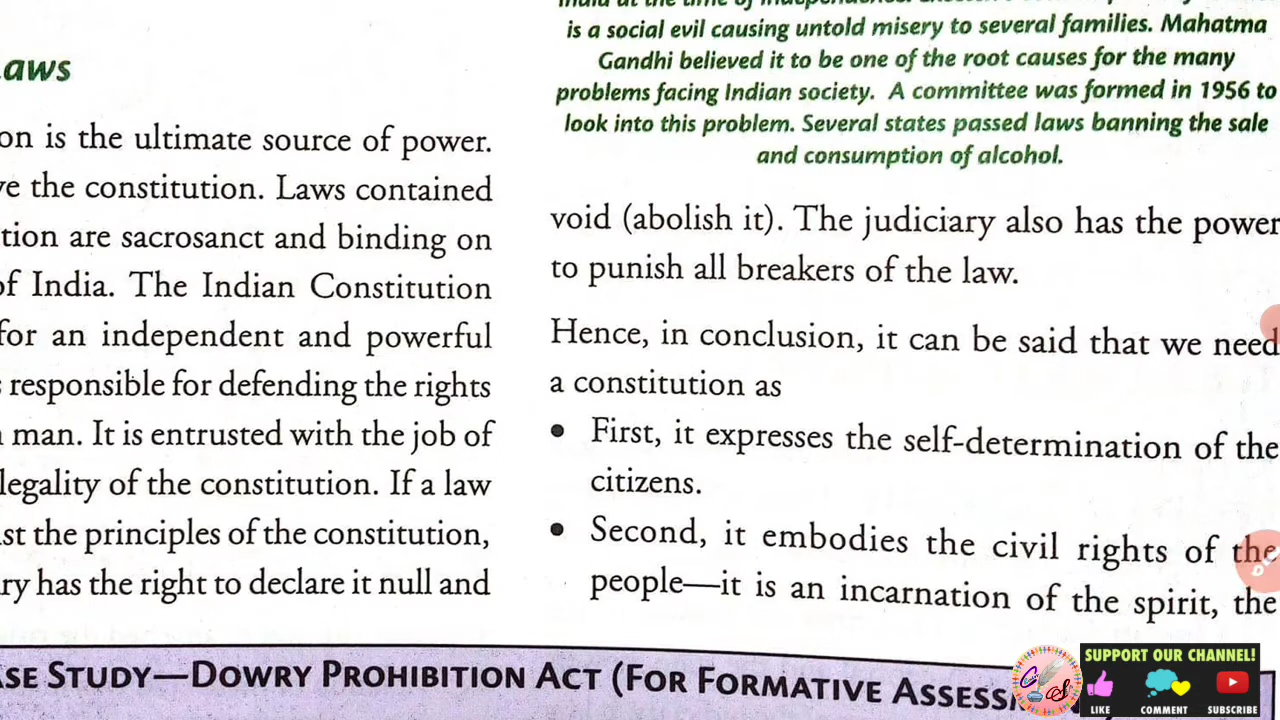 Laws
is the ultimate source of power.
the constitution. Laws contained
are sacrosanct and binding on
of India. The Indian Constitution
for an independent and powerful
responsible for defending the rights
man. It is entrusted with the job of
legality of the constitution. If a law
the principles of the constitution,
has the right to declare it null and
India at the time of independence.
is a social evil causing untold misery to several families. Mahatma
Gandhi believed it to be one of the root causes for the many
problems facing Indian society. A committee was formed in 1956 to
look into this problem. Several states passed laws banning the sale
and consumption of alcohol.
void (abolish it). The judiciary also has the power
to punish all breakers of the law.
Hence, in conclusion, it can be said that we need
a constitution as
• First, it expresses the self-determination of the
citizens.
• Second, it embodies the civil rights of the
people—it is an incarnation of the spirit, the
STUDY—DOWRY PROHIBITION ACT (FOR FORMATIVE
SUPPORT OUR CHANNEL!
LIKE COMMENT SUBSCRIBE